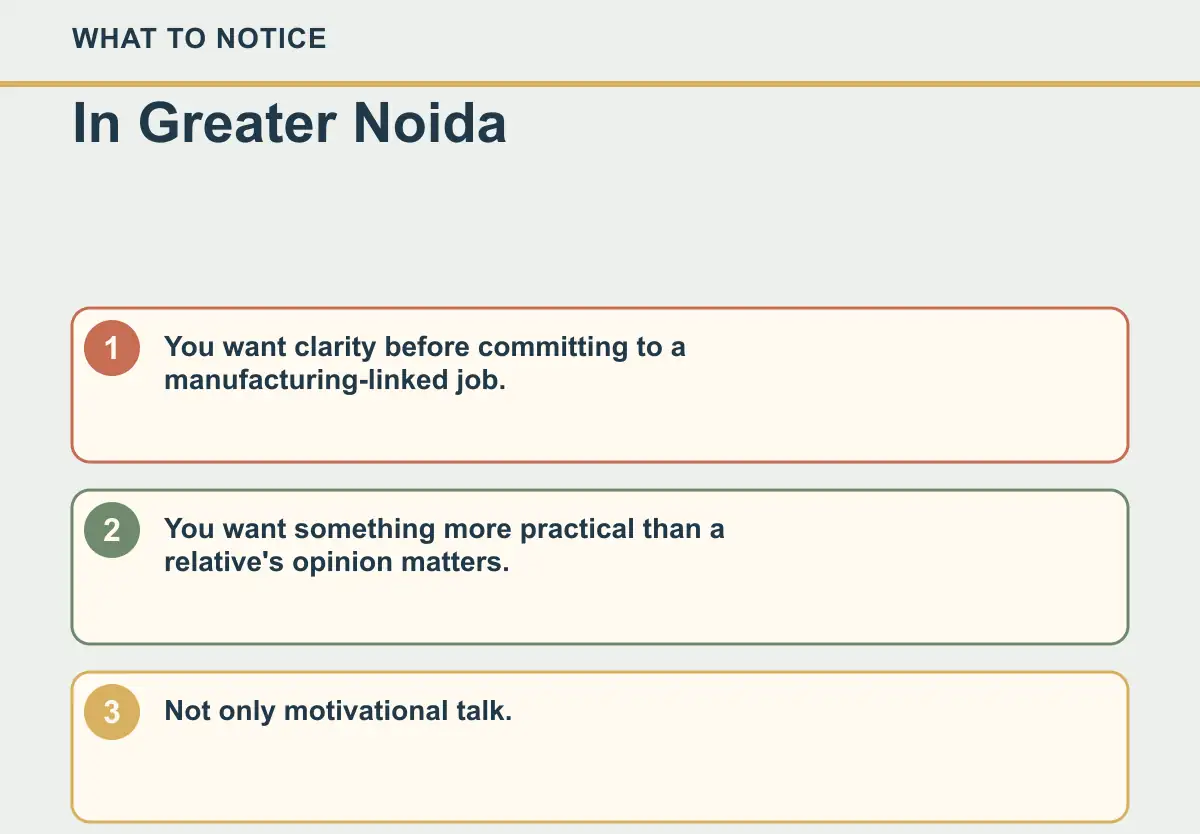 WHAT TO NOTICE
In Greater Noida
1
You want clarity before committing to a
manufacturing-linked job.
2
You want something more practical than a
relative's opinion matters.
3
Not only motivational talk.